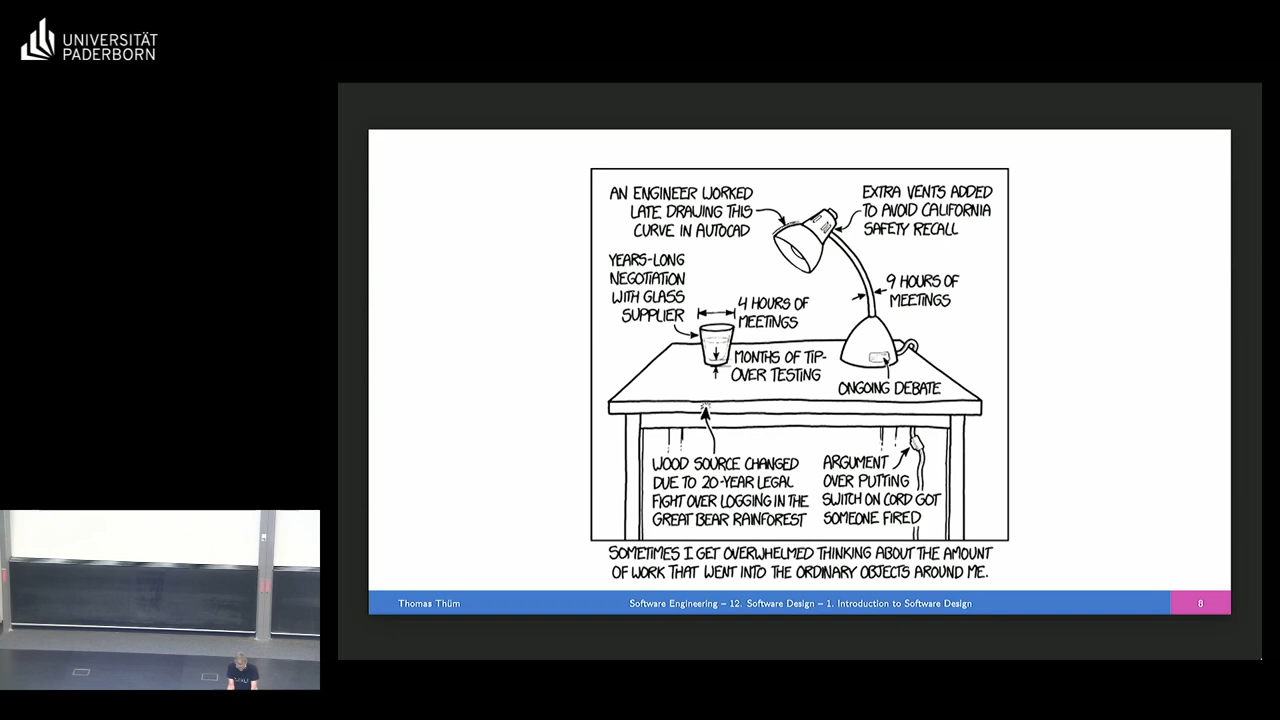 UNIVERSITÄT
PADERBORN
AN ENGINEER WORKED
LATE DRAWING THIS
CURVE IN AUTOCAD
EXTRA VENTS ADDED
TO AVOID CALIFORNIA
SAFETY RECALL
YEARS-LONG
NEGOTIATION
WITH GLASS
SUPPLIER
4 HOURS OF
MEETINGS
9 HOURS OF
MEETINGS
MONTHS OF TIP-
OVER TESTING
ONGOING DEBATE
WOOD SOURCE CHANGED
DUE TO 20-YEAR LEGAL
FIGHT OVER LOGGING IN THE
GREAT BEAR RAINFOREST
ARGUMENT
OVER PUTTING
SWITCH ON CORD GOT
SOMEONE FIRED
SOMETIMES I GET OVERWHELMED THINKING ABOUT THE AMOUNT
OF WORK THAT WENT INTO THE ORDINARY OBJECTS AROUND ME.
Thomas Thüm
Software Engineering – 12. Software Design – 1. Introduction to Software Design
8